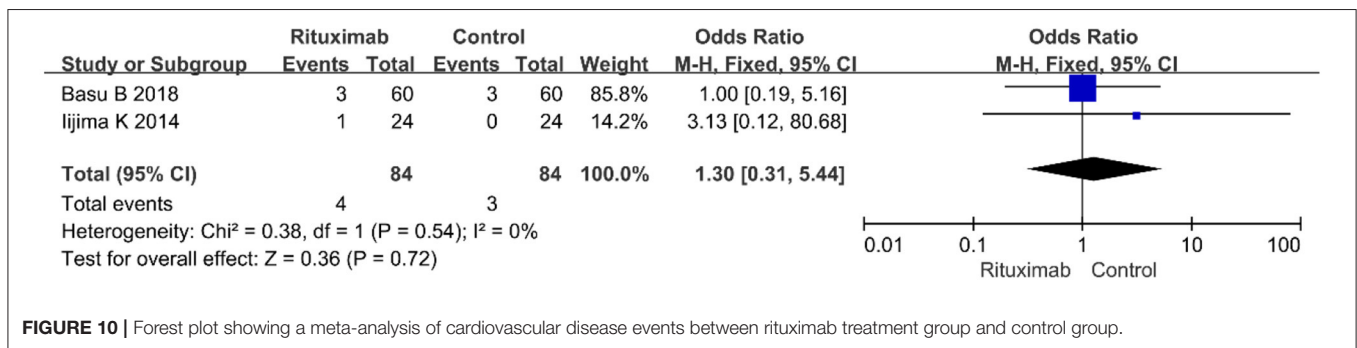 Rituximab Control Odds Ratio Odds Ratio
Study or Subgroup Events Total Events Total Weight M-H, Fixed, 95% CI M-H, Fixed, 95% CI
Basu B 2018 3 60 3 60 85.8% 1.00 [0.19, 5.16]
Iijima K 2014 1 24 0 24 14.2% 3.13 [0.12, 80.68]
Total (95% CI) 84 84 100.0% 1.30 [0.31, 5.44]
Total events 4 3
Heterogeneity: Chi² = 0.38, df = 1 (P = 0.54); I² = 0%
Test for overall effect: Z = 0.36 (P = 0.72)
0.01 0.1 1 10 100
Rituximab Control
FIGURE 10 | Forest plot showing a meta-analysis of cardiovascular disease events between rituximab treatment group and control group.